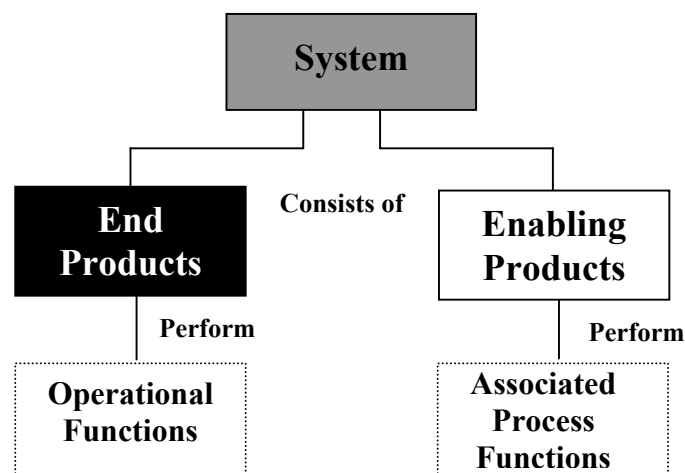 System
Consists of
End
Products
Enabling
Products
Perform
Perform
Operational
Functions
Associated
Process
Functions